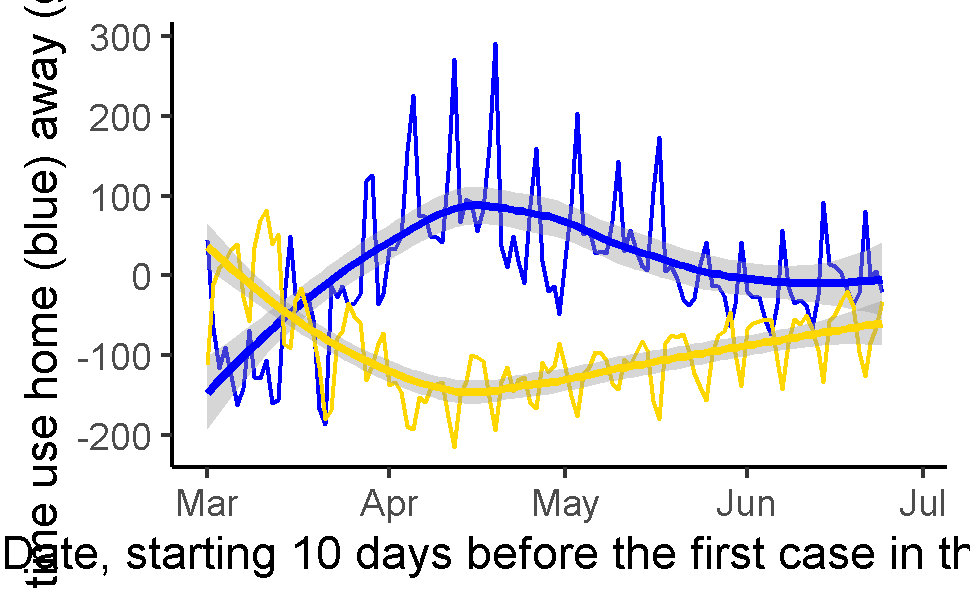 time use home (blue) away (
300
200
100
0
-100
-200
Mar Apr May Jun Jul
Date, starting 10 days before the first case in th